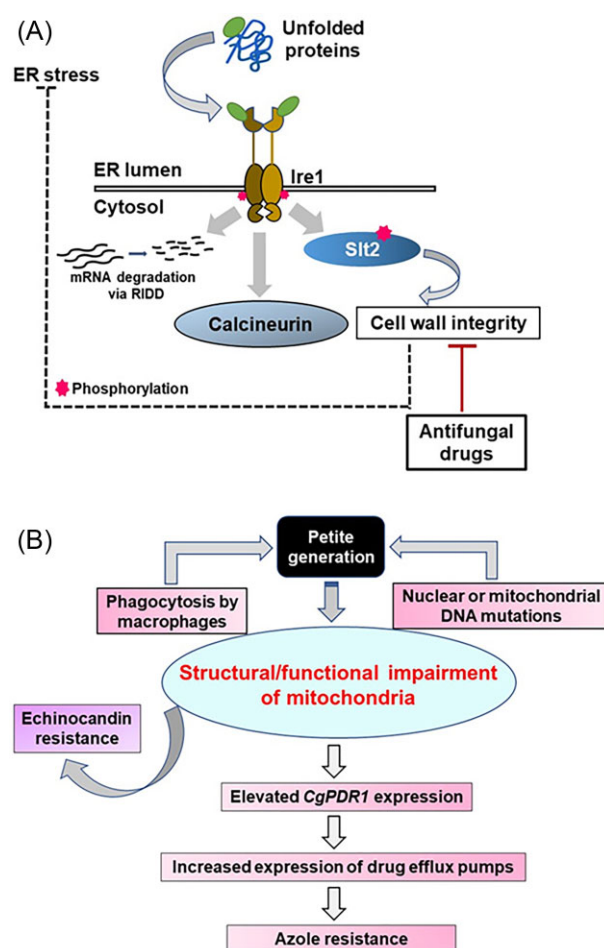 (A)
Unfolded
proteins
ER stress
ER lumen
Ire1
Cytosol
Slt2
mRNA degradation
via RIDD
Calcineurin
Cell wall integrity
Phosphorylation
Antifungal
drugs
(B)
Petite
generation
Phagocytosis by
macrophages
Nuclear or mitochondrial
DNA mutations
Structural/functional impairment
of mitochondria
Echinocandin
resistance
Elevated CgPDR1 expression
Increased expression of drug efflux pumps
Azole resistance